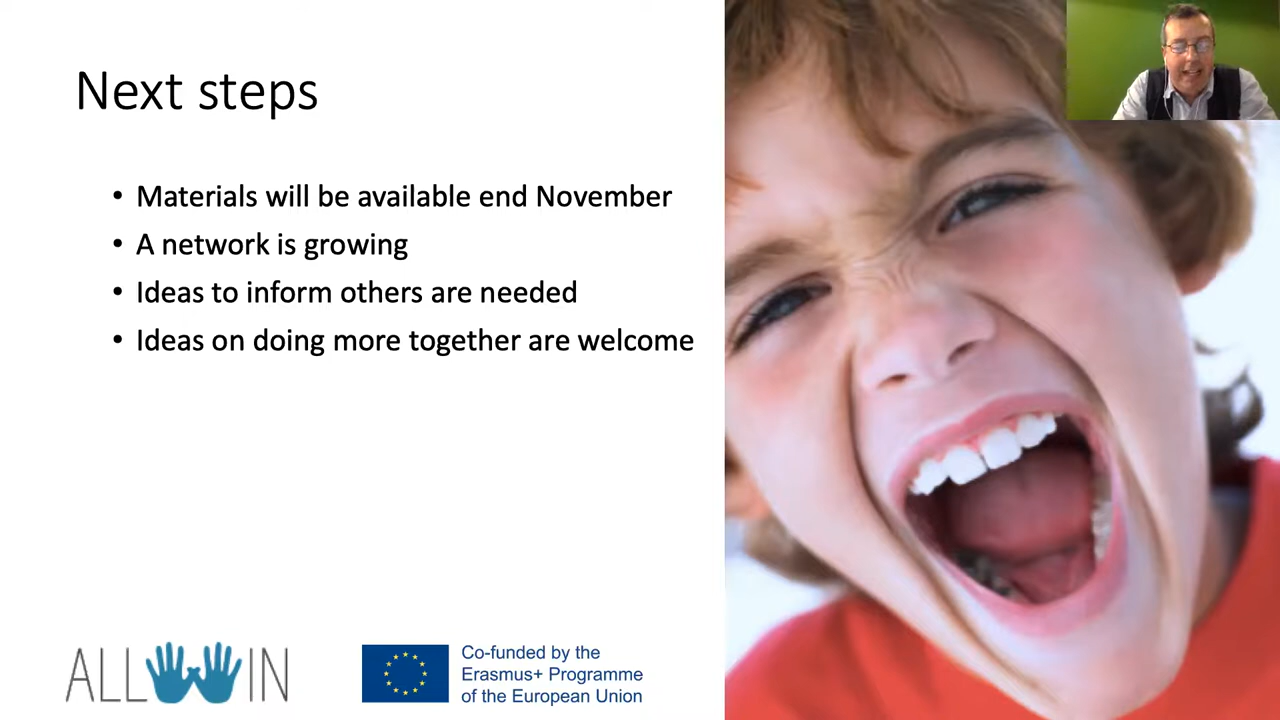 Next steps
• Materials will be available end November
• A network is growing
• Ideas to inform others are needed
• Ideas on doing more together are welcome
ALL WIN
Co-funded by the
Erasmus+ Programme
of the European Union